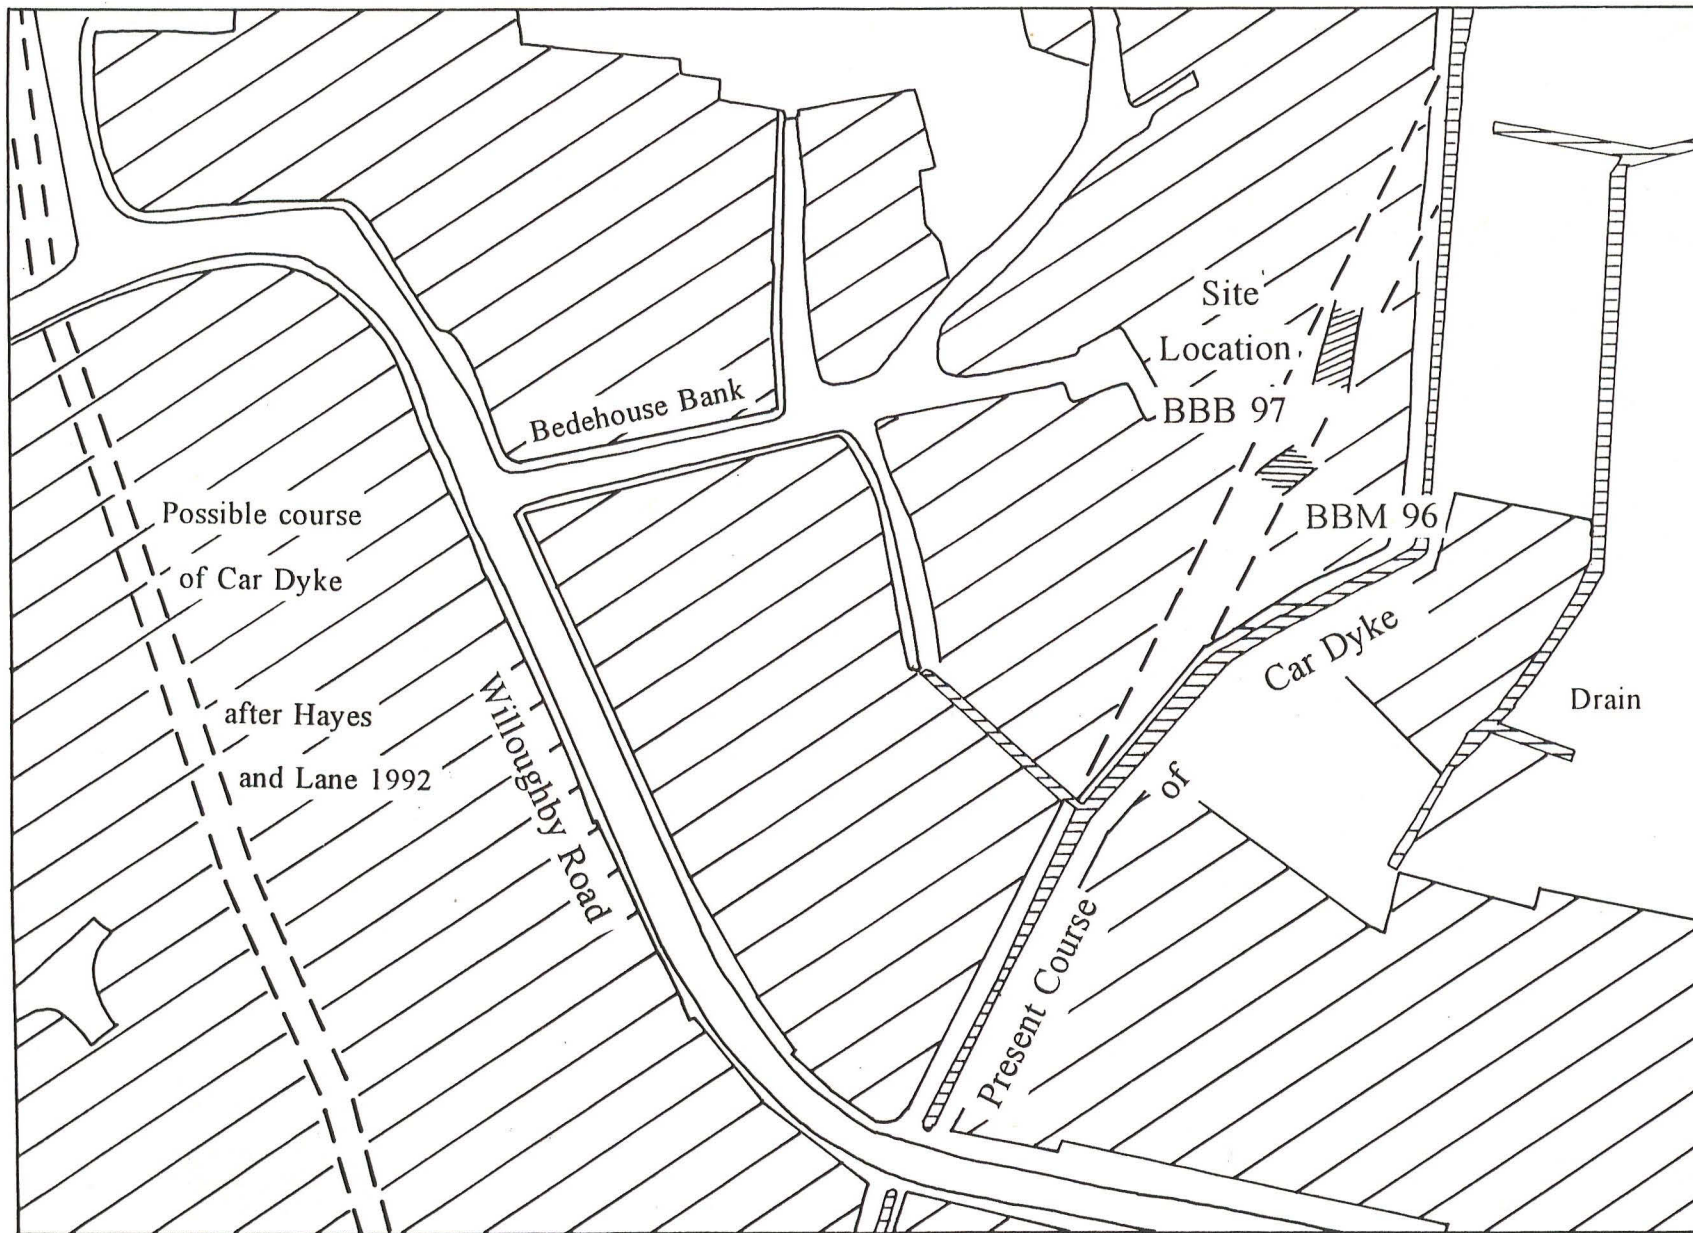 Site
Location
BBB 97
Bedehouse Bank
BBM 96
Possible course
of Car Dyke
after Hayes
and Lane 1992
Willoughby Road
Present Course
of
Car Dyke
Drain